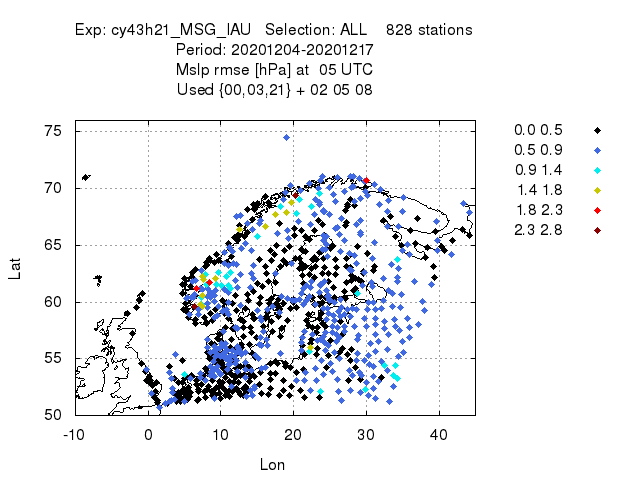 Exp: cy43h21_MSG_IAU Selection: ALL 828 stations
Period: 20201204-20201217
Mslp rmse [hPa] at 05 UTC
Used {00,03,21} + 02 05 08
75
70
65
60
55
50
Lat
-10 0 10 20 30 40
Lon
0.0 0.5
0.5 0.9
0.9 1.4
1.4 1.8
1.8 2.3
2.3 2.8